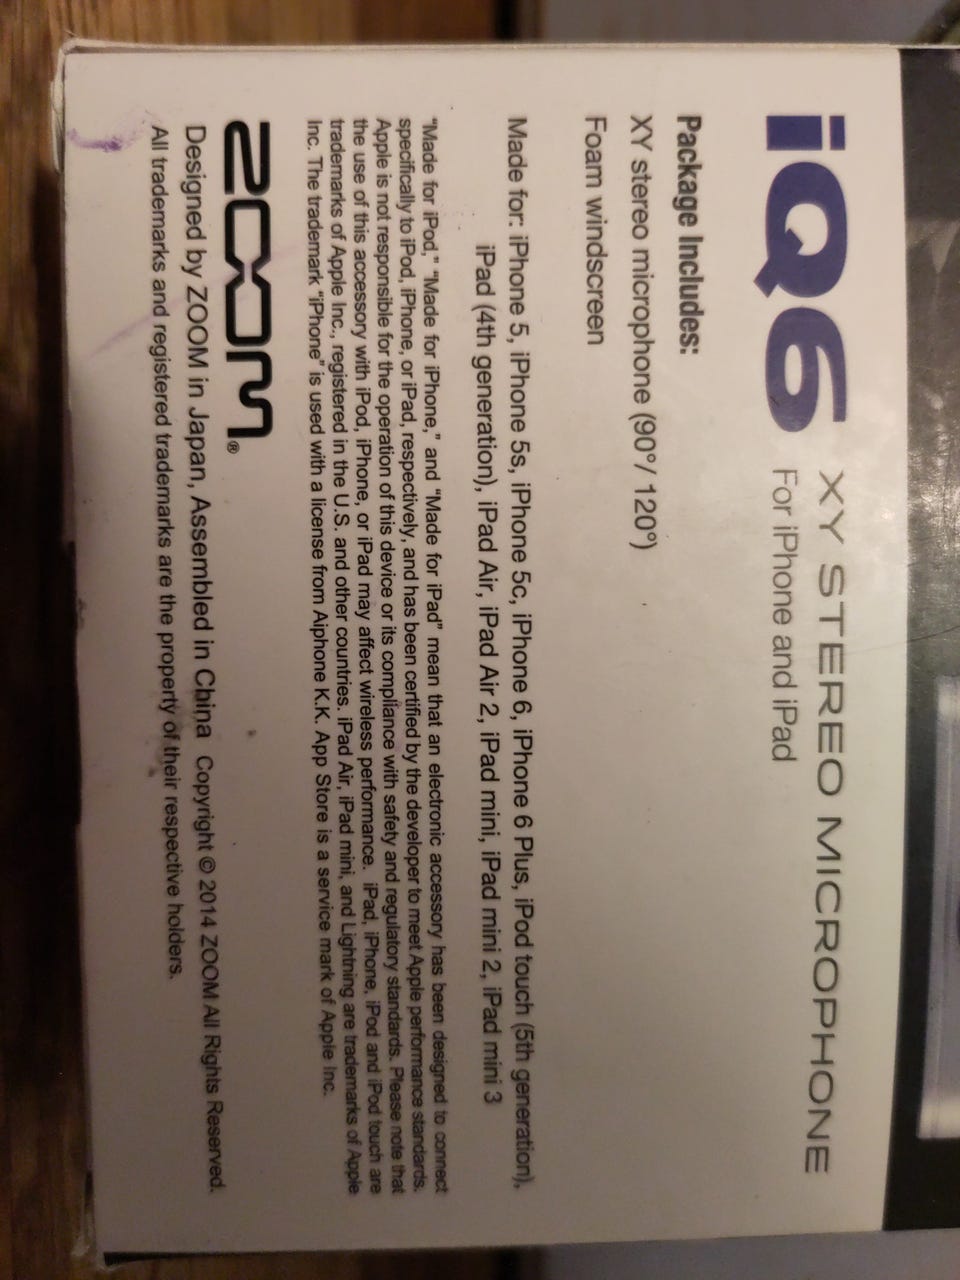 iQ6 XY STEREO MICROPHONE
For iPhone and iPad
Package Includes:
XY stereo microphone (90°/ 120°)
Foam windscreen
Made for: iPhone 5, iPhone 5s, iPhone 5c, iPhone 6, iPhone 6 Plus, iPod touch (5th generation),
iPad (4th generation), iPad Air, iPad Air 2, iPad mini, iPad mini 2, iPad mini 3
“Made for iPod,” “Made for iPhone,” and “Made for iPad” mean that an electronic accessory has been designed to connect
specifically to iPod, iPhone, or iPad, respectively, and has been certified by the developer to meet Apple performance standards.
Apple is not responsible for the operation of this device or its compliance with safety and regulatory standards. Please note that
the use of this accessory with iPod, iPhone, or iPad may affect wireless performance. iPad, iPhone, iPod and iPod touch are
trademarks of Apple Inc., registered in the U.S. and other countries. iPad Air, iPad mini, and Lightning are trademarks of Apple
Inc. The trademark “iPhone” is used with a license from Aiphone K.K. App Store is a service mark of Apple Inc.
ZOOM®
Designed by ZOOM in Japan, Assembled in China Copyright © 2014 ZOOM All Rights Reserved.
All trademarks and registered trademarks are the property of their respective holders.